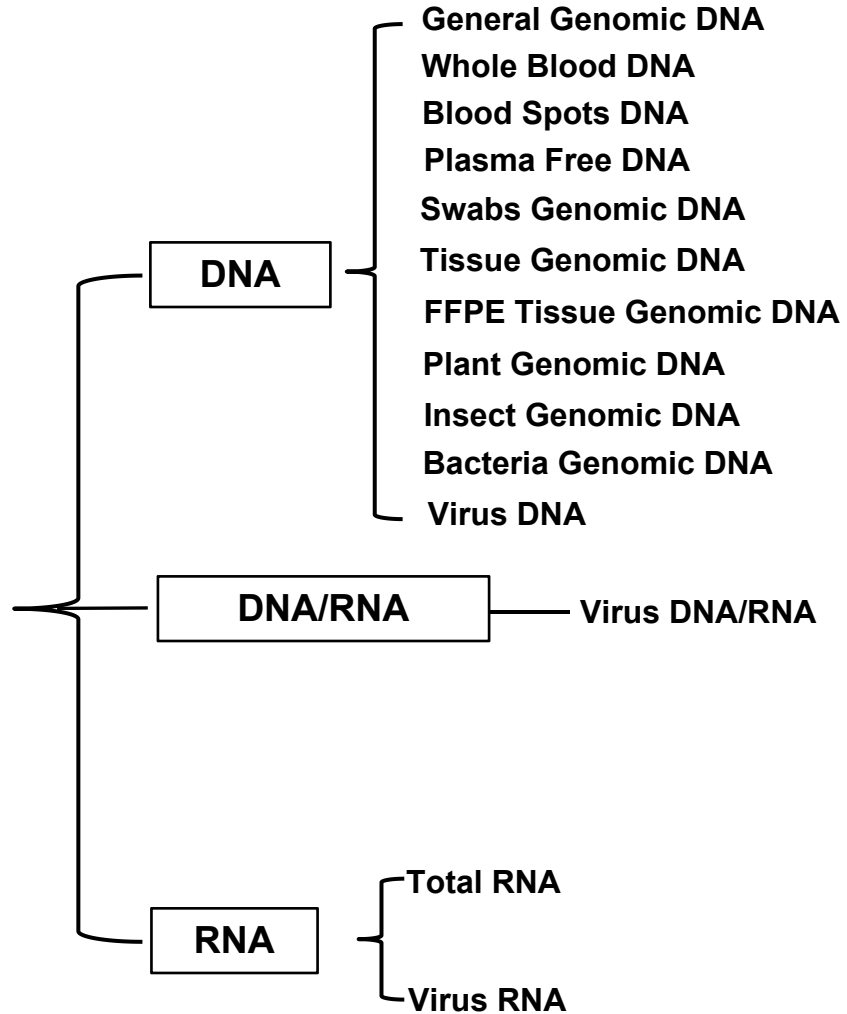 General Genomic DNA
Whole Blood DNA
Blood Spots DNA
Plasma Free DNA
Swabs Genomic DNA
DNA
Tissue Genomic DNA
FFPE Tissue Genomic DNA
Plant Genomic DNA
Insect Genomic DNA
Bacteria Genomic DNA
Virus DNA
DNA/RNA
Virus DNA/RNA
RNA
Total RNA
Virus RNA